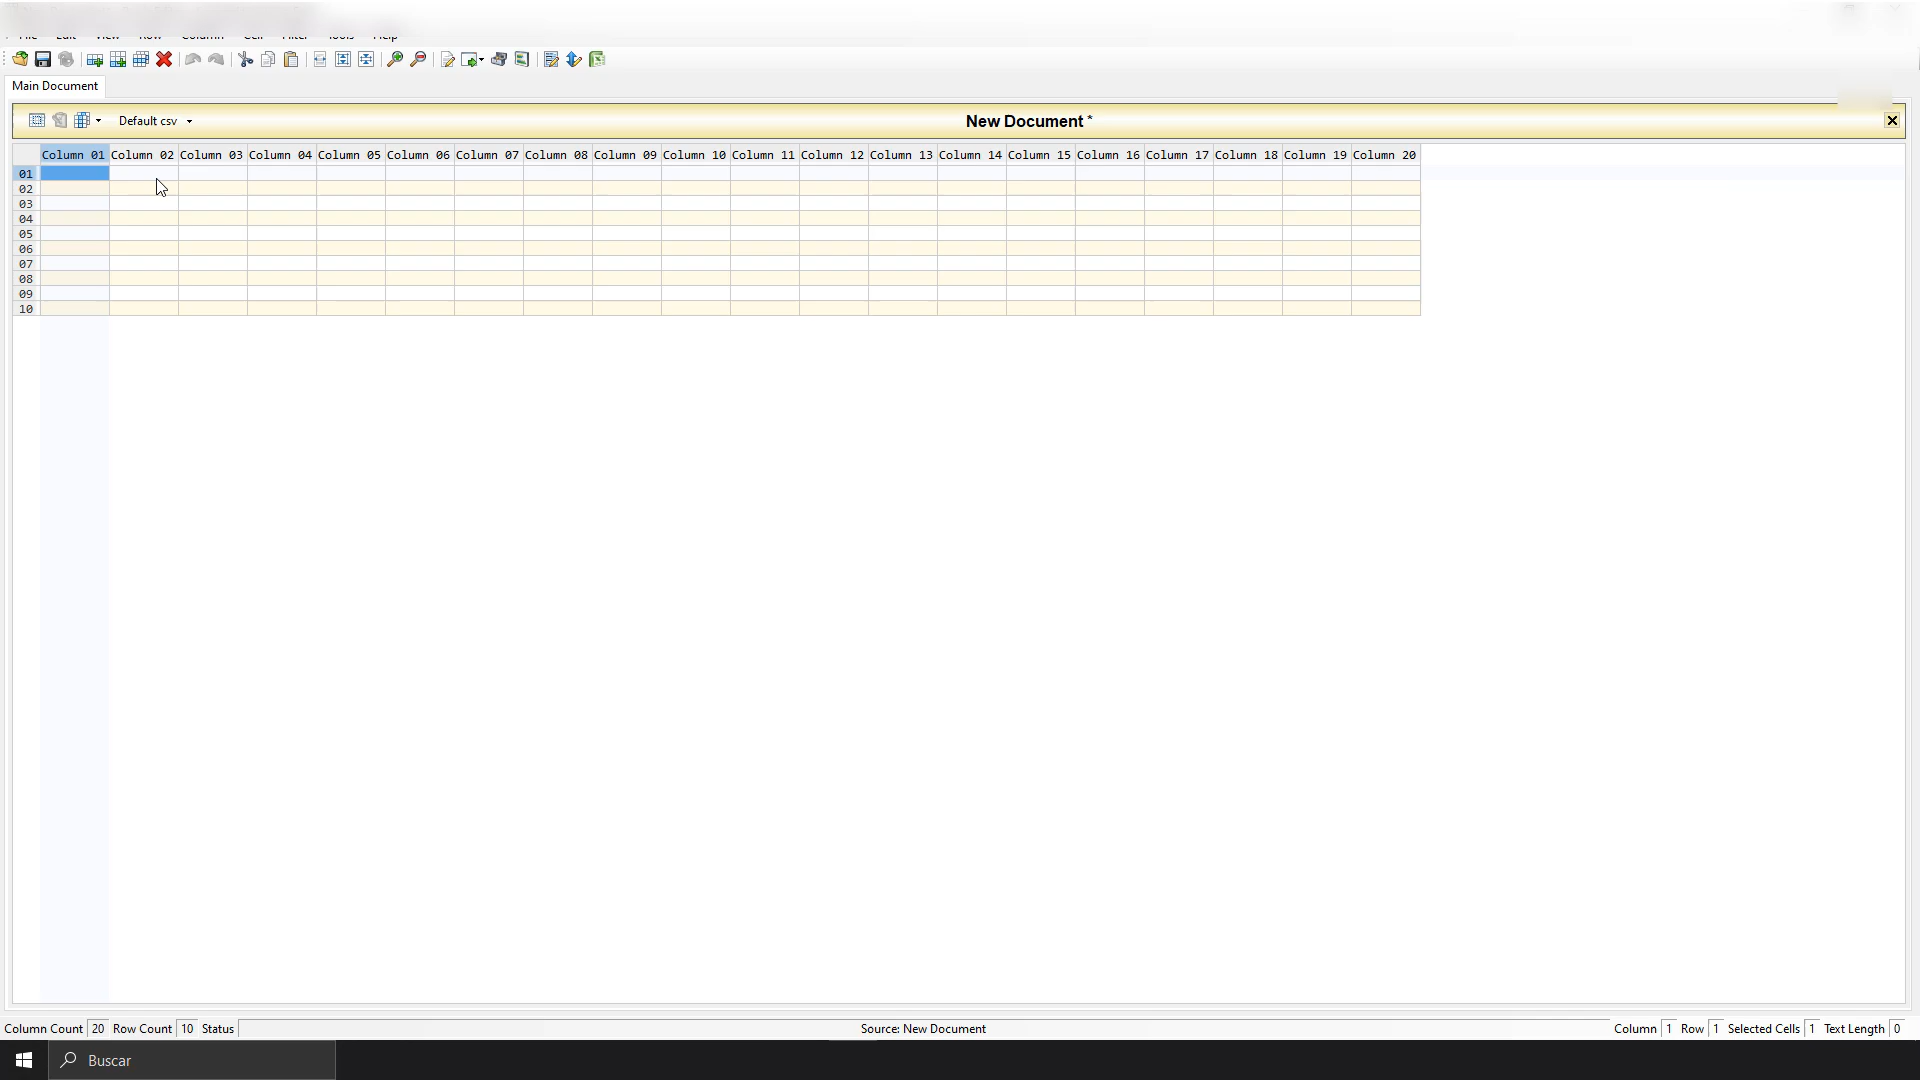 Main Document
Default csv
New Document *
Column 01 Column 02 Column 03 Column 04 Column 05 Column 06 Column 07 Column 08 Column 09 Column 10 Column 11 Column 12 Column 13 Column 14 Column 15 Column 16 Column 17 Column 18 Column 19 Column 20
01
02
03
04
05
06
07
08
09
10
Column Count 20 Row Count 10 Status Source: New Document Column 1 Row 1 Selected Cells 1 Text Length 0
Buscar